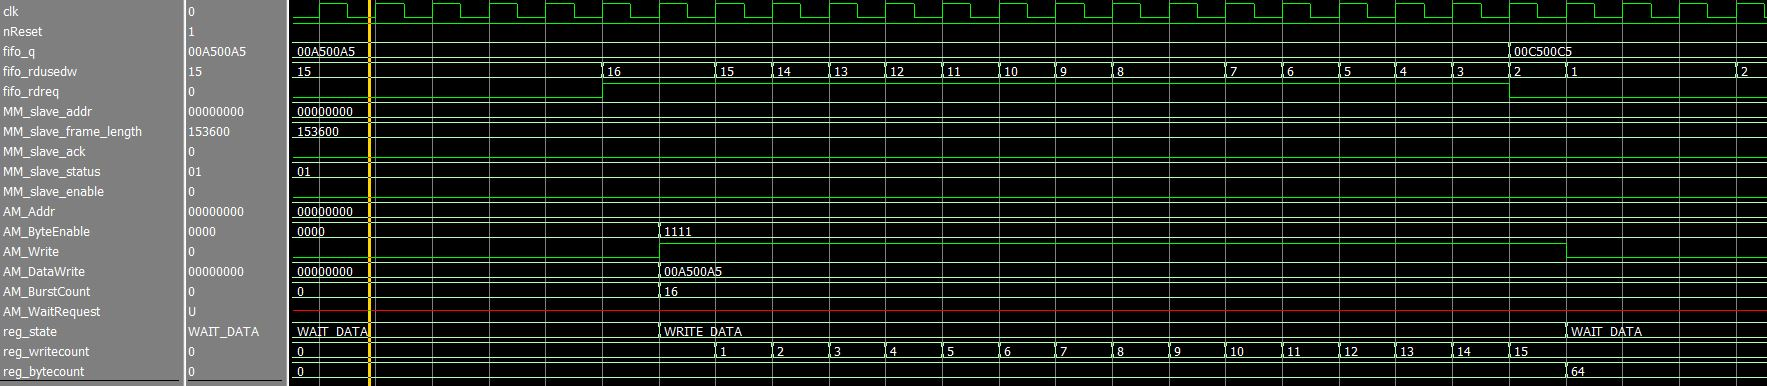 clk 0
nReset 1
fifo_q 00A500A5 00A500A5 00C500C5
fifo_rdusedw 15 15 16 15 14 13 12 11 10 9 8 7 6 5 4 3 2 1 2
fifo_rdreq 0
MM_slave_addr 00000000 00000000
MM_slave_frame_length 153600 153600
MM_slave_ack 0
MM_slave_status 01 01
MM_slave_enable 0
AM_Addr 00000000 00000000
AM_ByteEnable 0000 0000 1111
AM_Write 0
AM_DataWrite 00000000 00000000 00A500A5
AM_BurstCount 0 0 16
AM_WaitRequest U
reg_state WAIT_DATA WAIT_DATA WRITE_DATA WAIT_DATA
reg_writecount 0 0 1 2 3 4 5 6 7 8 9 10 11 12 13 14 15
reg_bytecount 0 0 64